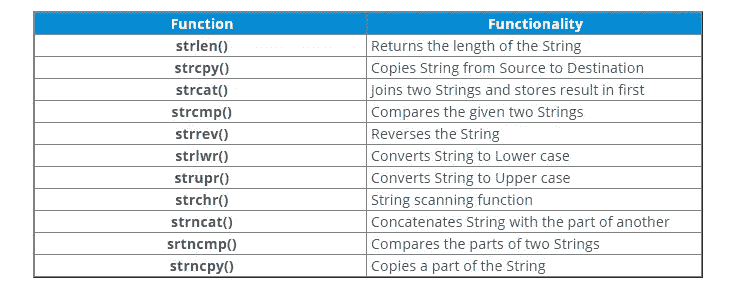 Function Functionality
strlen() Returns the length of the String
strcpy() Copies String from Source to Destination
strcat() Joins two Strings and stores result in first
strcmp() Compares the given two Strings
strrev() Reverses the String
strlwr() Converts String to Lower case
strupr() Converts String to Upper case
strchr() String scanning function
strncat() Concatenates String with the part of another
srtncmp() Compares the parts of two Strings
strncpy() Copies a part of the String